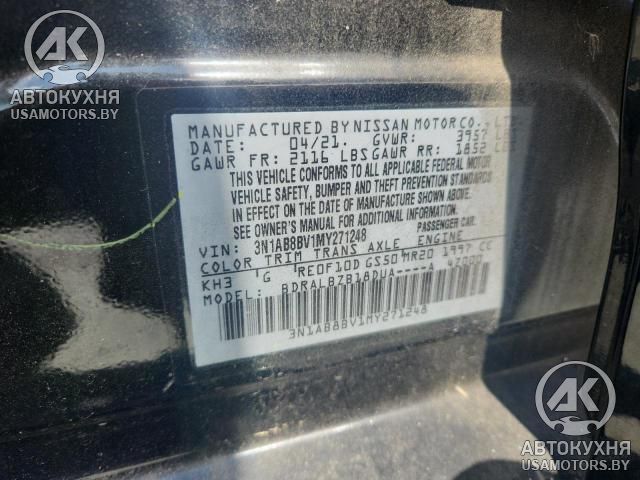 АК
АВТОКУХНЯ
USAMOTORS.BY
MANUFACTURED BY NISSAN MOTOR CO., LTD.
DATE: 04/21. GVWR: 3957 LBS
GAWR FR: 2116 LBS GAWR RR: 1852 LBS
THIS VEHICLE CONFORMS TO ALL APPLICABLE FEDERAL MOTOR
VEHICLE SAFETY, BUMPER AND THEFT PREVENTION STANDARDS
IN EFFECT ON THE DATE OF MANUFACTURE SHOWN ABOVE.
SEE OWNER'S MANUAL FOR ADDITIONAL INFORMATION.
VIN: 3N1AB8BV1MY271248 PASSENGER CAR.
COLOR TRIM TRANS AXLE ENGINE
KH3 'G 'RE0F10D GS50'MR20 1997 CC
MODEL: BDRALBZB18DUA-----A 43000
3N1AB8BV1MY271248
АК
АВТОКУХНЯ
USAMOTORS.BY